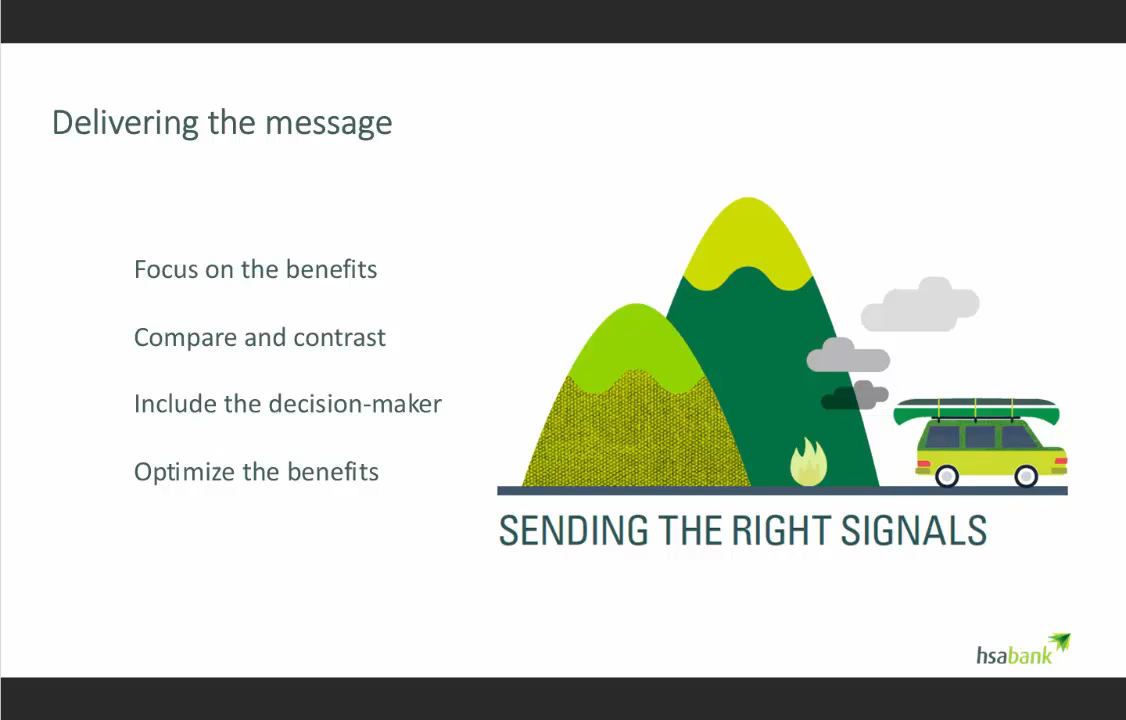 Delivering the message
Focus on the benefits
Compare and contrast
Include the decision-maker
Optimize the benefits
SENDING THE RIGHT SIGNALS
hsabank